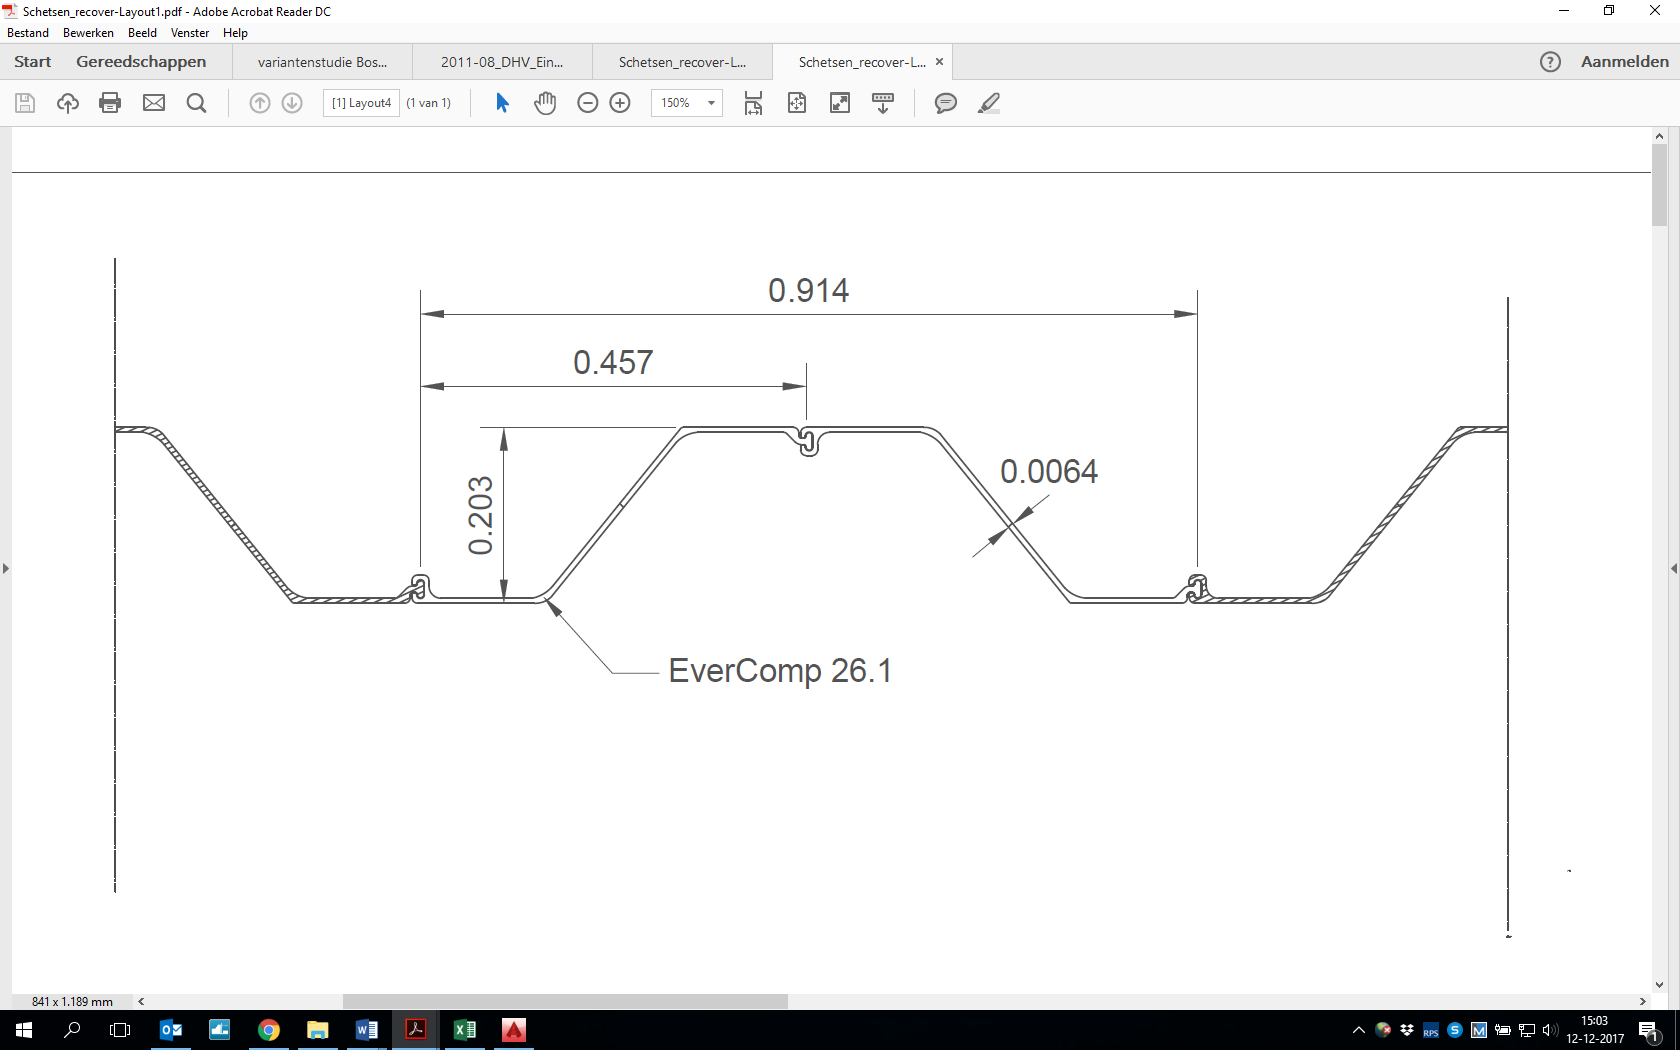 Schetsen_recover-Layout1.pdf - Adobe Acrobat Reader DC
Bestand Bewerken Beeld Venster Help
Start Gereedschappen variantenstudie Bos... 2011-08_DHV_Ein... Schetsen_recover-L... Schetsen_recover-L... × Aanmelden
[1] Layout4 (1 van 1) 150%
0.914
0.457
0.203
0.0064
EverComp 26.1
841 x 1.189 mm
15:03
12-12-2017
RPS
1